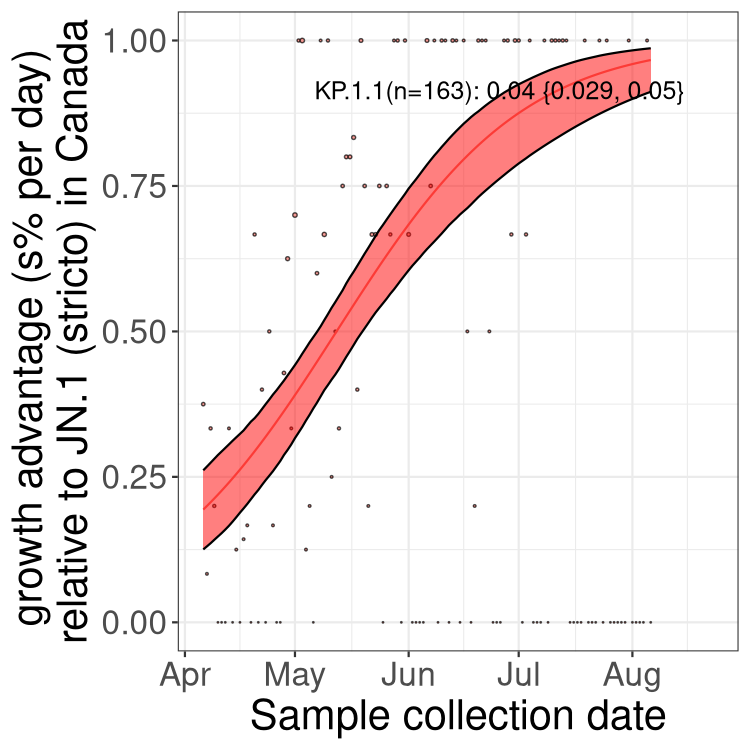 growth advantage (s% per day)
relative to JN.1 (stricto) in Canada
1.00
0.75
0.50
0.25
0.00
KP.1.1(n=163): 0.04 {0.029, 0.05}
Apr May Jun Jul Aug
Sample collection date